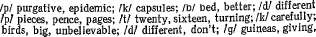 /p/ purgative, epidemic; /k/ capsules; /b/ bed, better; /d/ different
/p/ pieces, pence, pages; /t/ twenty, sixteen, turning; /k/ carefully;
birds, big, unbelievable; /d/ different, don't; /g/ guineas, giving,